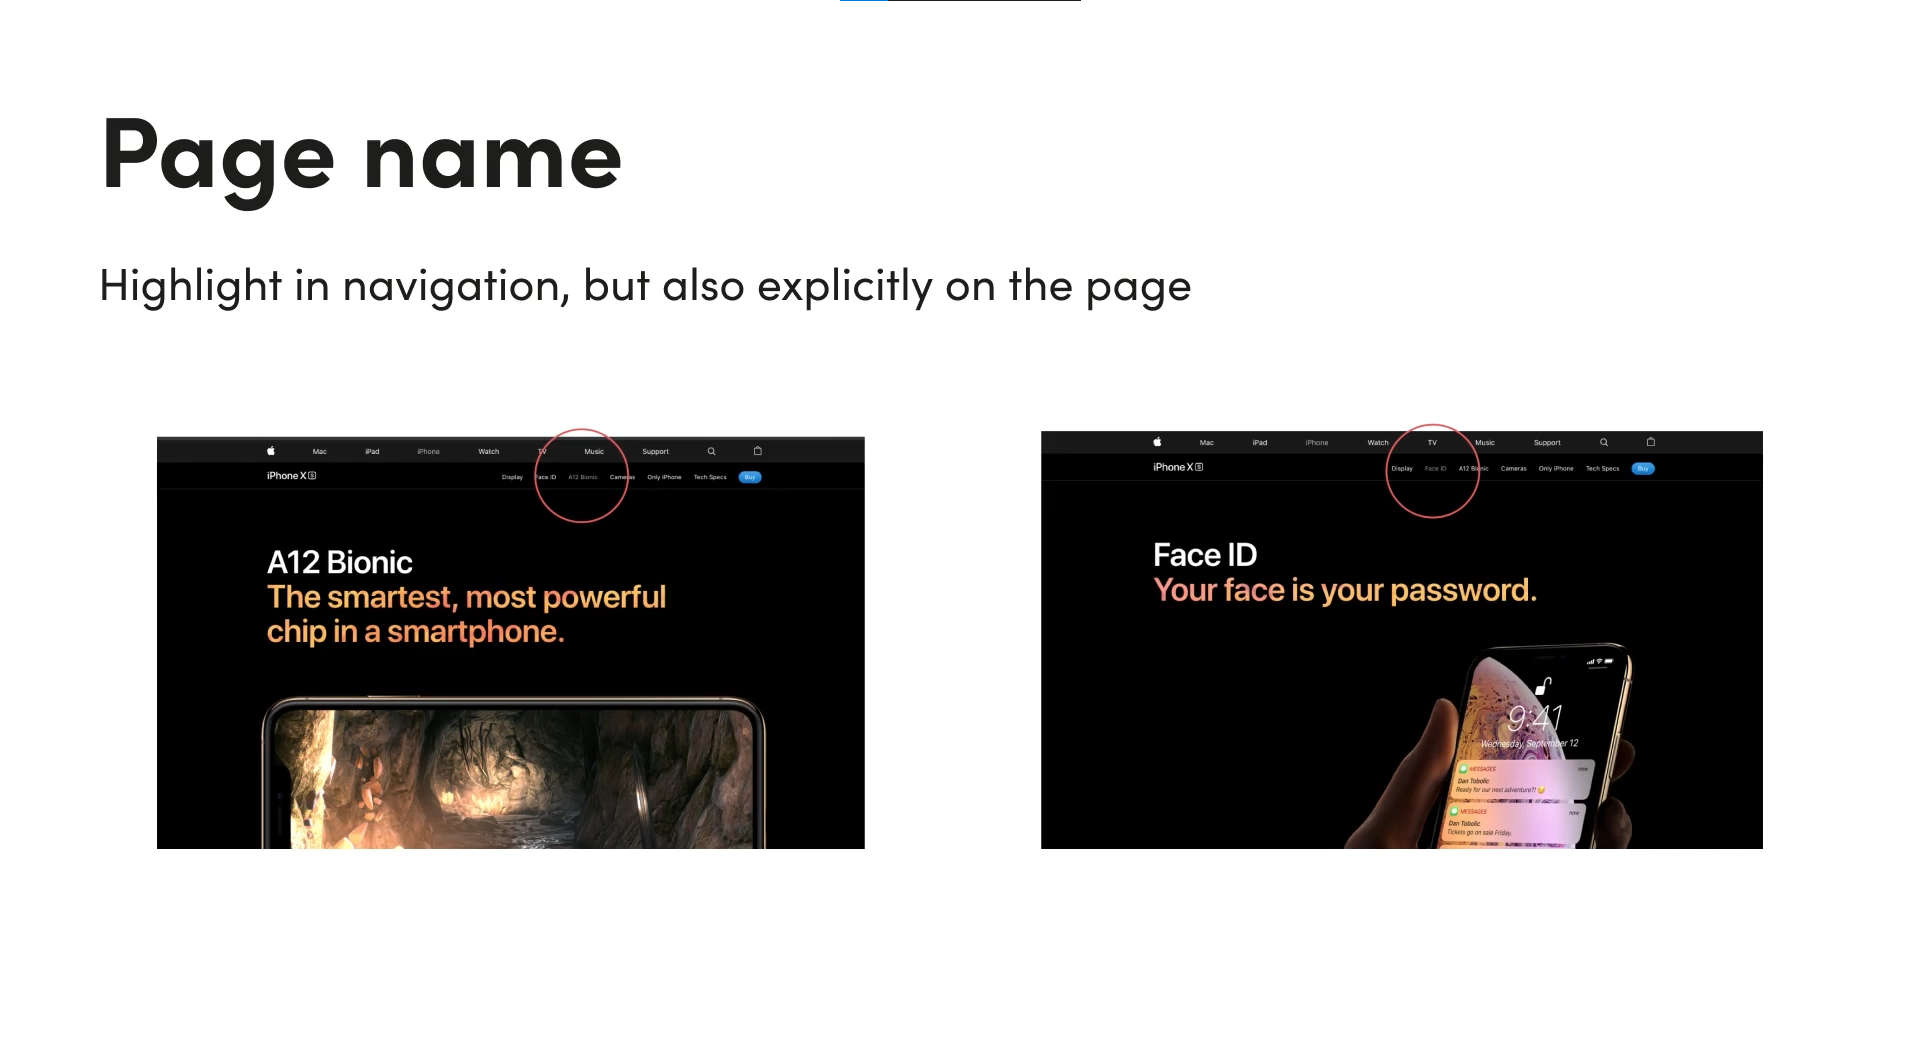 Page name
Highlight in navigation, but also explicitly on the page
Mac iPad iPhone Watch TV Music Support
iPhone XS Display Face ID A12 Bionic Cameras Only iPhone Tech Specs Buy
A12 Bionic
The smartest, most powerful
chip in a smartphone.
Mac iPad iPhone Watch TV Music Support
iPhone XS Display Face ID A12 Bionic Cameras Only iPhone Tech Specs Buy
Face ID
Your face is your password.
9:41
Wednesday, September 12
MESSAGES now
Dan Tobolic
Ready for our next adventure?! 😀
MESSAGES now
Dan Tobolic
Tickets go on sale Friday.